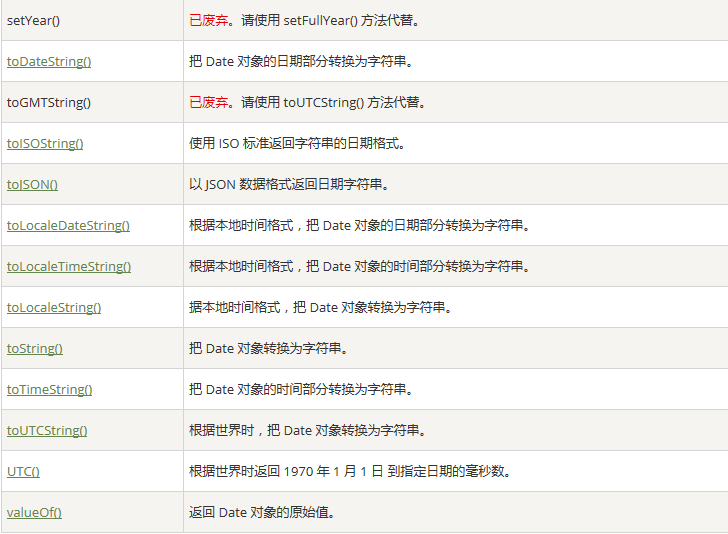 setYear() 已废弃。请使用 setFullYear() 方法代替。
toDateString() 把 Date 对象的日期部分转换为字符串。
toGMTString() 已废弃。请使用 toUTCString() 方法代替。
toISOString() 使用 ISO 标准返回字符串的日期格式。
toJSON() 以 JSON 数据格式返回日期字符串。
toLocaleDateString() 根据本地时间格式，把 Date 对象的日期部分转换为字符串。
toLocaleTimeString() 根据本地时间格式，把 Date 对象的时间部分转换为字符串。
toLocaleString() 据本地时间格式，把 Date 对象转换为字符串。
toString() 把 Date 对象转换为字符串。
toTimeString() 把 Date 对象的时间部分转换为字符串。
toUTCString() 根据世界时，把 Date 对象转换为字符串。
UTC() 根据世界时返回 1970 年 1 月 1 日 到指定日期的毫秒数。
valueOf() 返回 Date 对象的原始值。